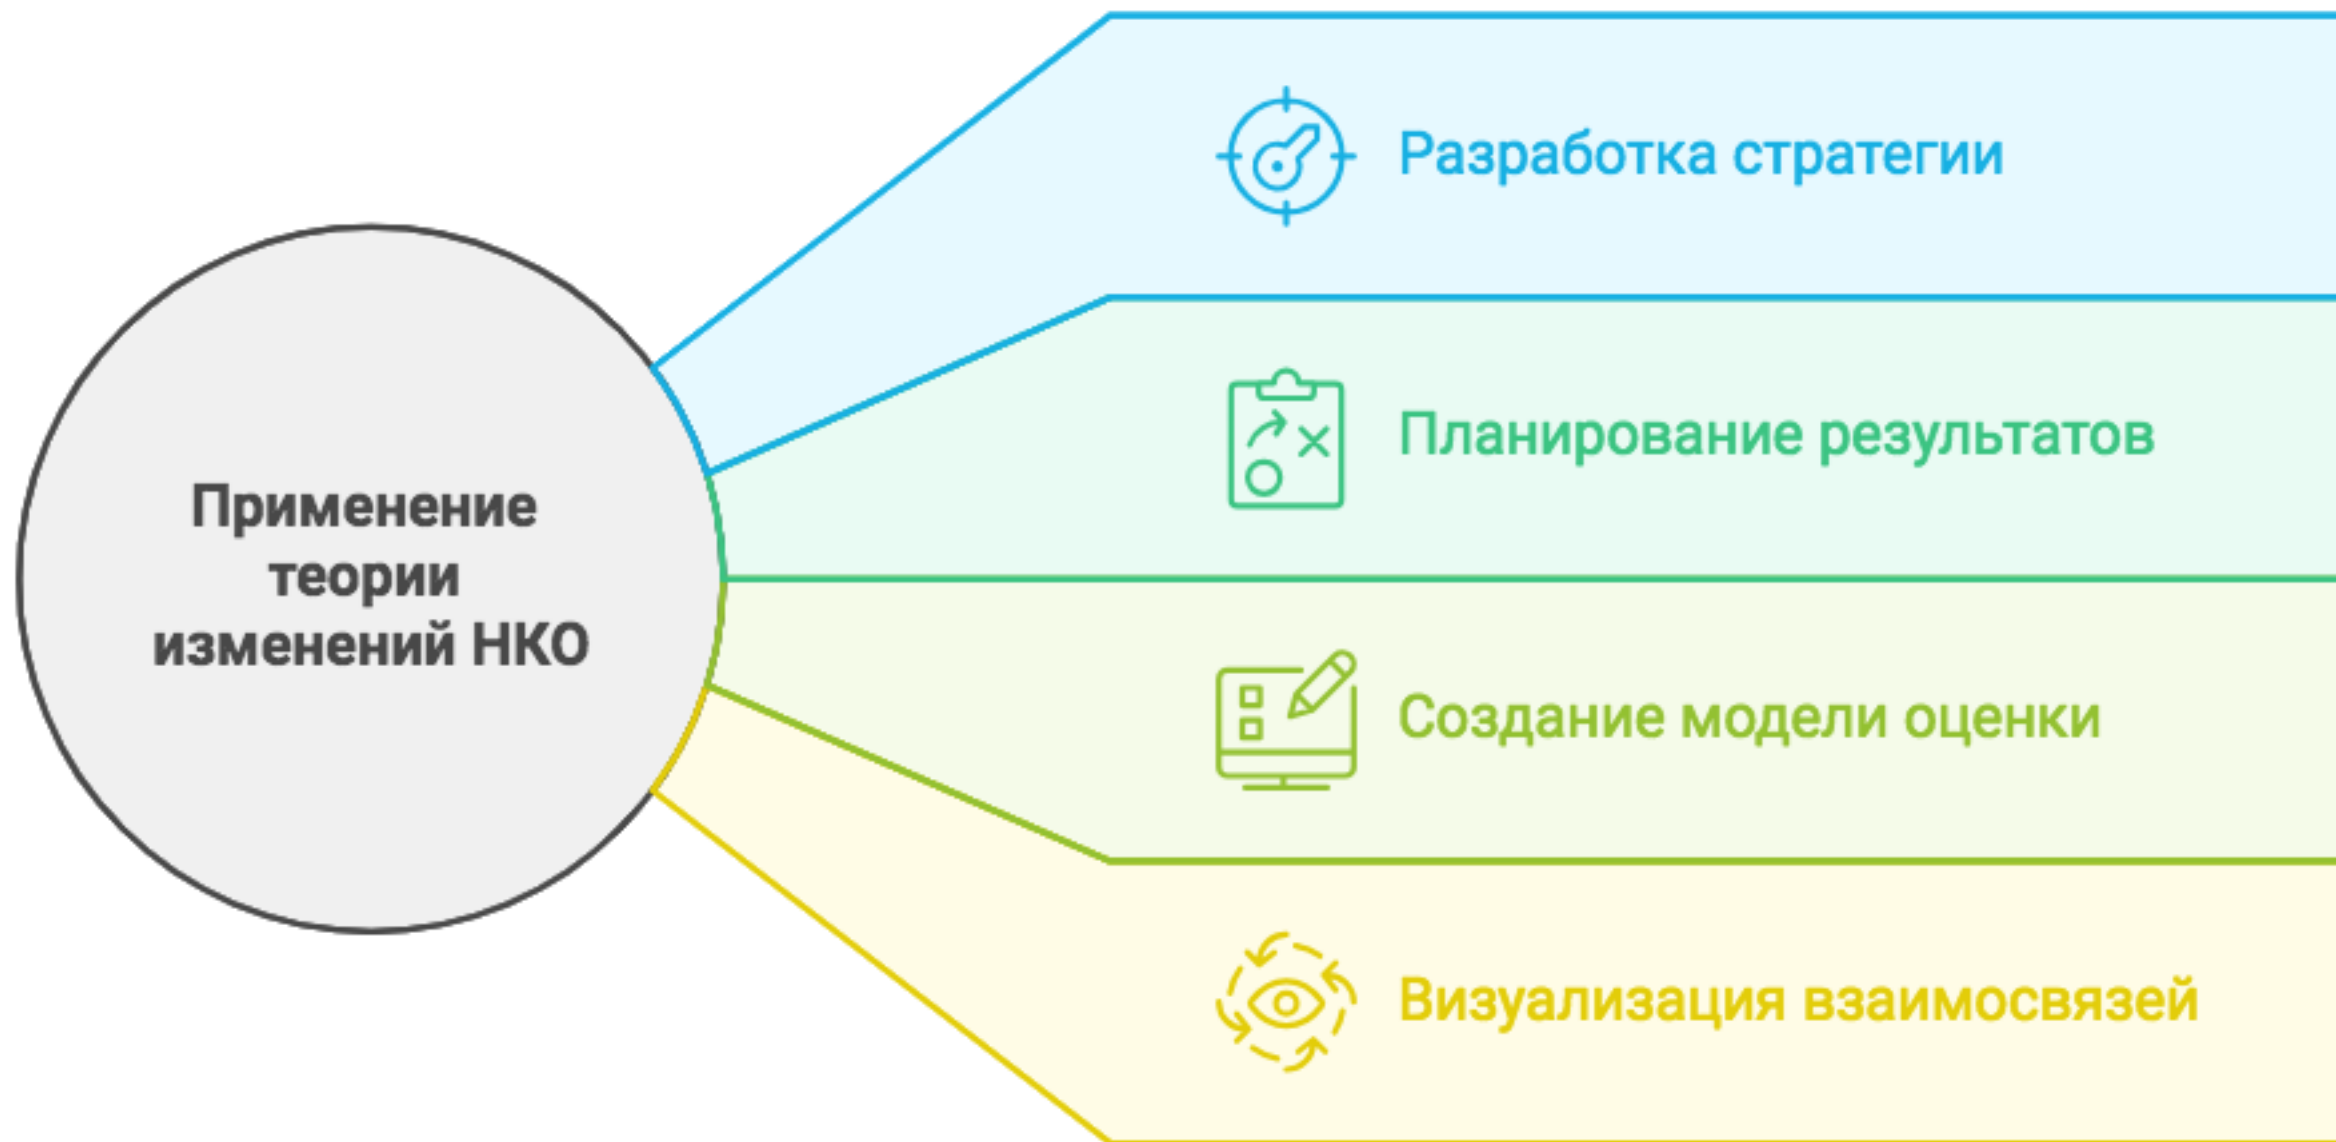 Применение
теории
изменений НКО
Разработка стратегии
Планирование результатов
Создание модели оценки
Визуализация взаимосвязей